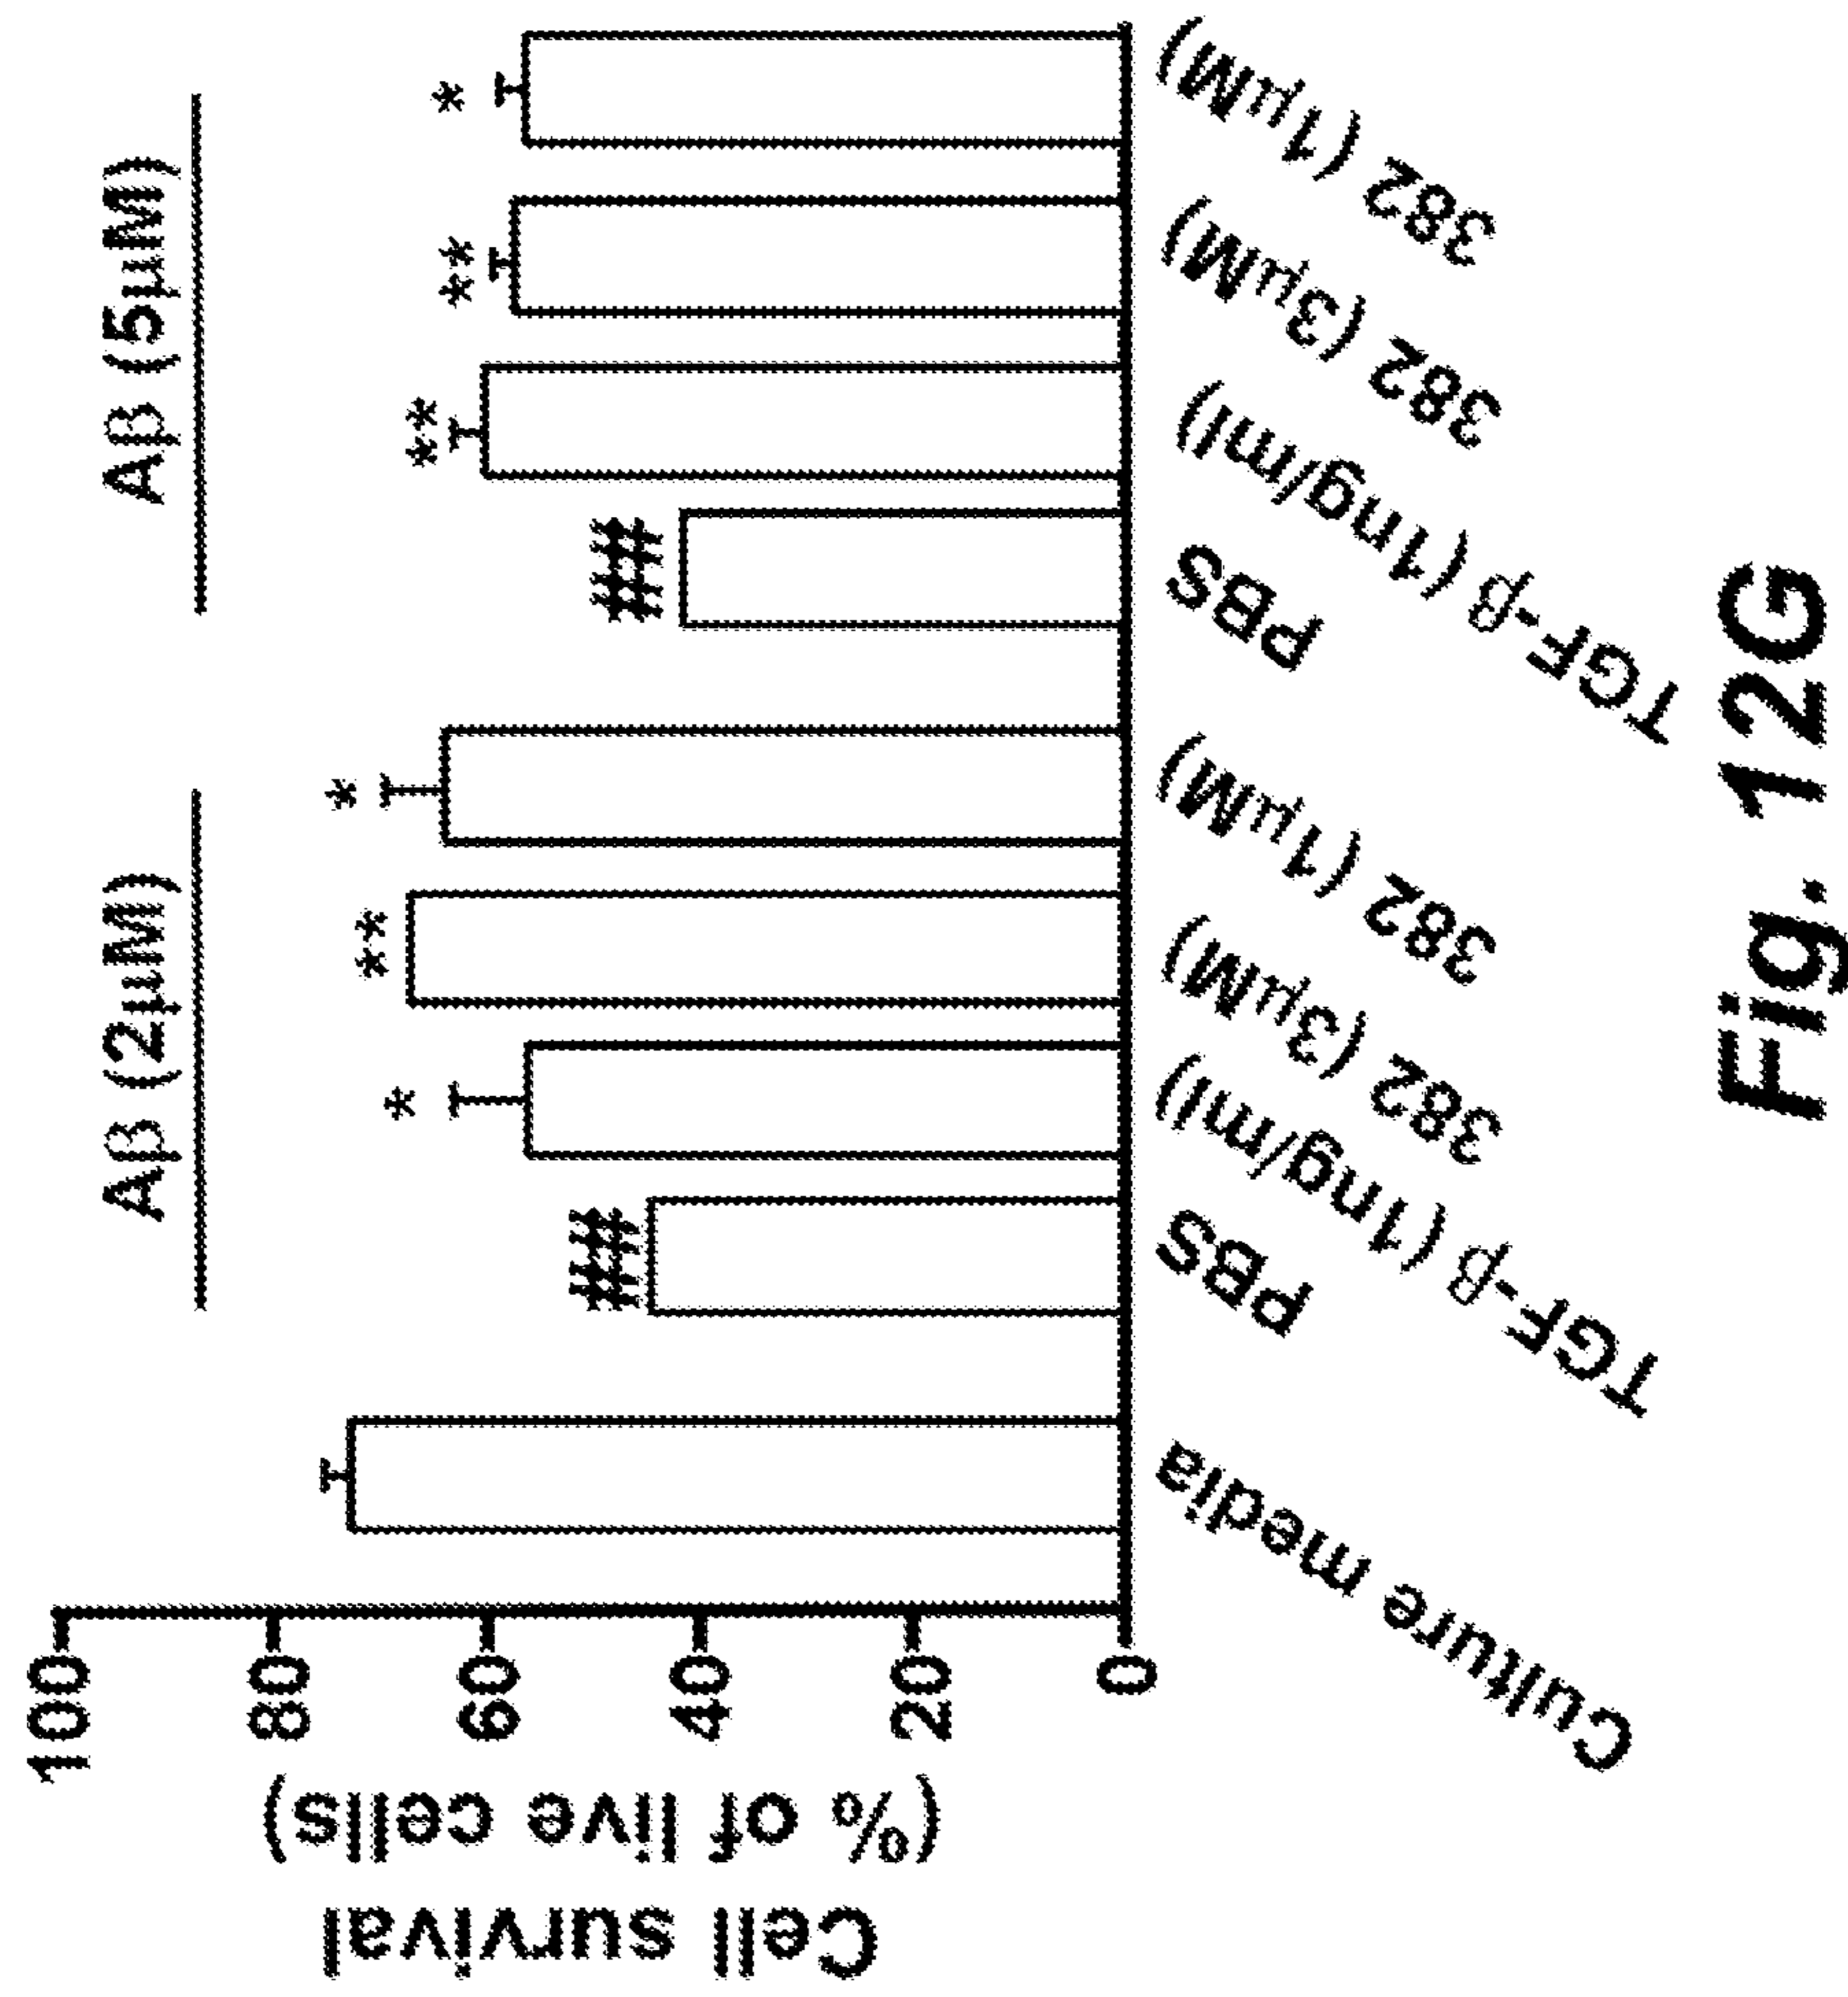 Cell survival
(% of live cells)
100
80
60
40
20
0
Aβ (2µM)
Aβ (5µM)
##
*
**
*
##
**
**
*
Culture media
PBS
TGF-β (1ng/ml)
382 (3µM)
382 (1µM)
PBS
TGF-β (1ng/ml)
382 (3µM)
382 (1µM)
Fig. 12G